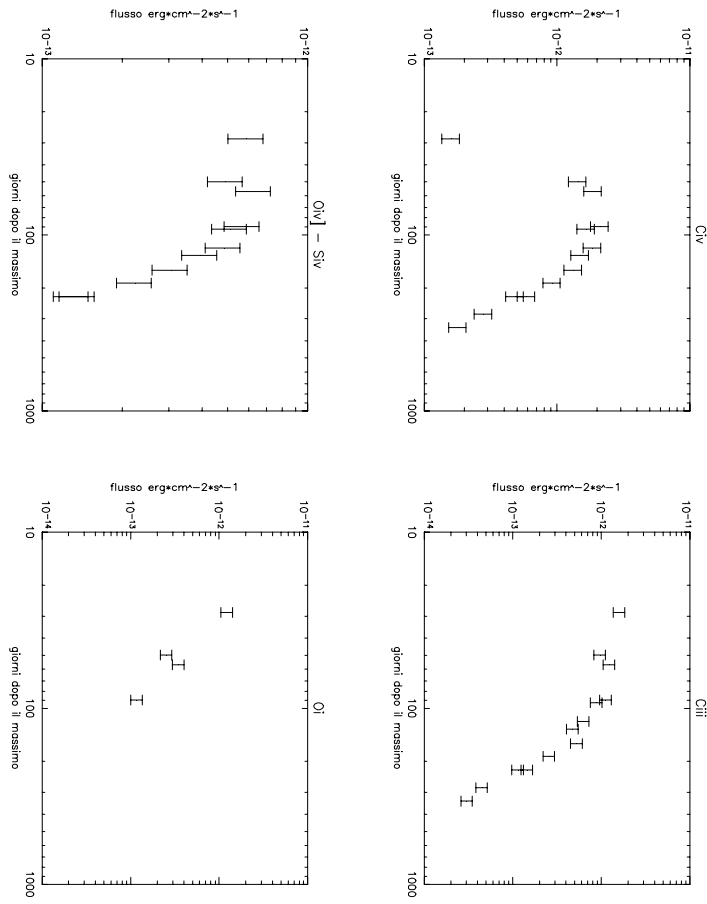 Civ
10^-11
10^-12
10^-13
flusso erg*cm^-2*s^-1
10
100
1000
giorni dopo il massimo
Ciii
10^-11
10^-12
10^-13
10^-14
flusso erg*cm^-2*s^-1
10
100
1000
giorni dopo il massimo
Oiv] - Siv
10^-12
10^-13
flusso erg*cm^-2*s^-1
10
100
1000
giorni dopo il massimo
Oi
10^-11
10^-12
10^-13
10^-14
flusso erg*cm^-2*s^-1
10
100
1000
giorni dopo il massimo